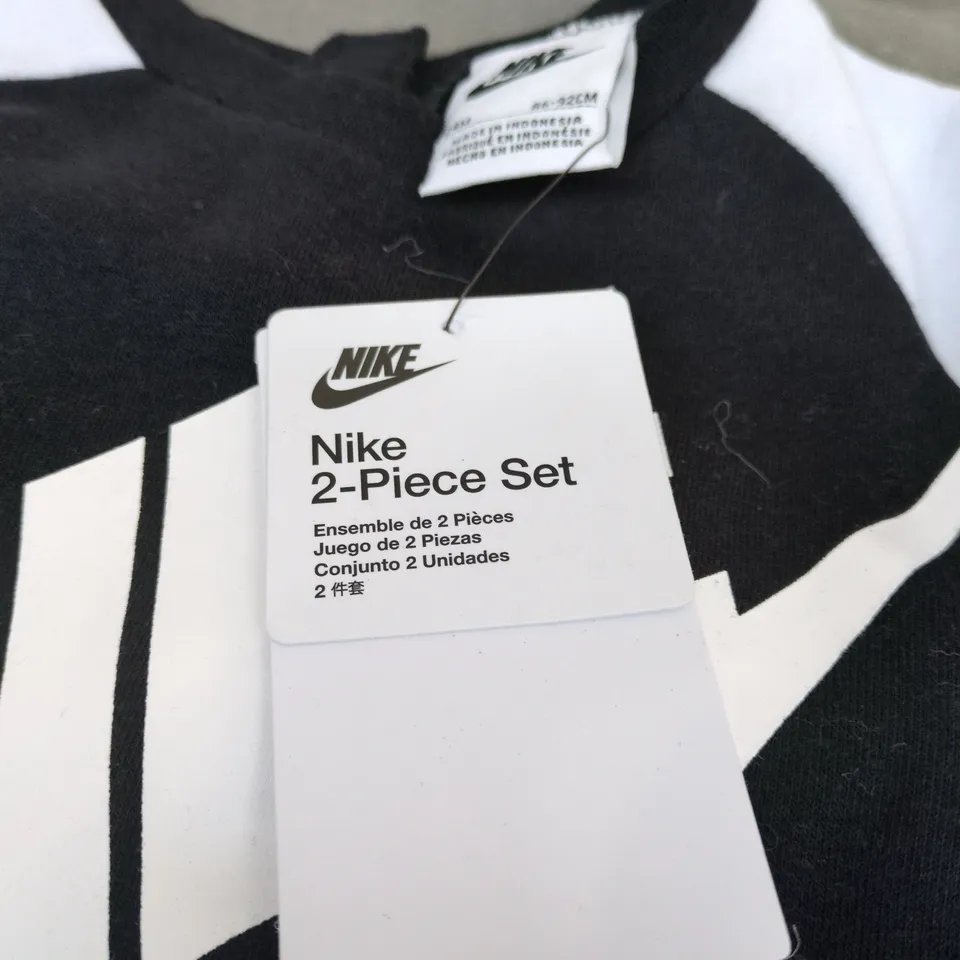 NIKE
86-92CM
MADE IN INDONESIA
FABRIQUÉ EN INDONÉSIE
HECHO EN INDONESIA
NIKE
Nike
2-Piece Set
Ensemble de 2 Pièces
Juego de 2 Piezas
Conjunto 2 Unidades
2 件套